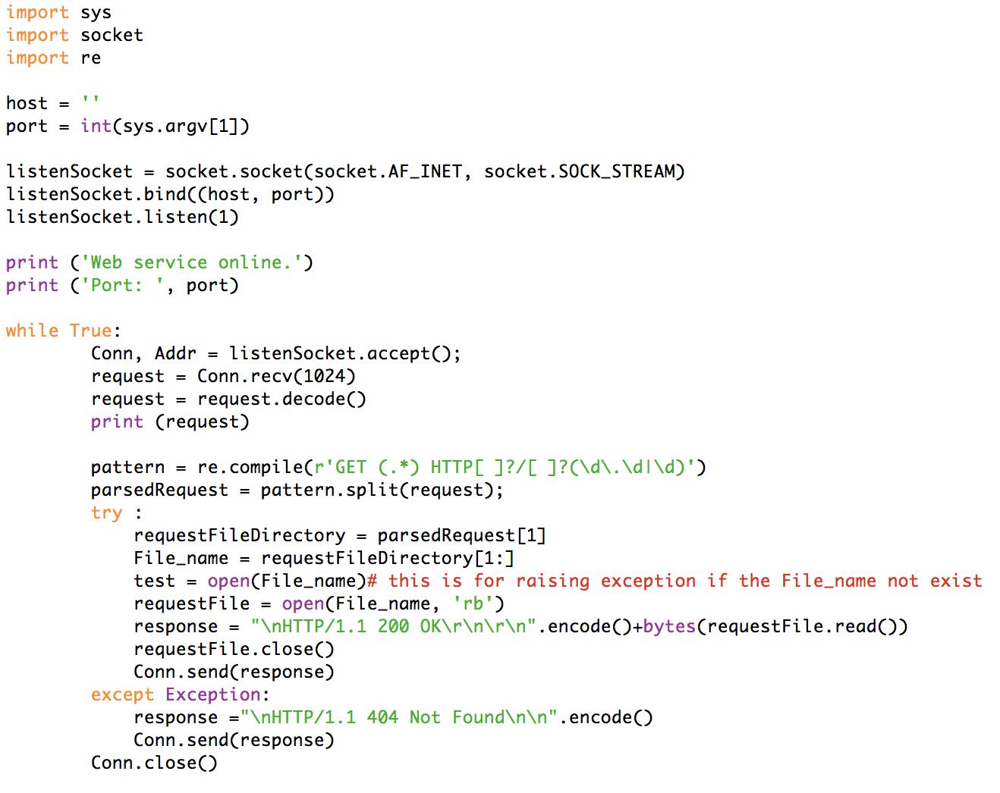 import sys
import socket
import re

host = ''
port = int(sys.argv[1])

listenSocket = socket.socket(socket.AF_INET, socket.SOCK_STREAM)
listenSocket.bind((host, port))
listenSocket.listen(1)

print ('Web service online.')
print ('Port: ', port)

while True:
        Conn, Addr = listenSocket.accept();
        request = Conn.recv(1024)
        request = request.decode()
        print (request)

        pattern = re.compile(r'GET (.*) HTTP[ ]?/[ ]?(\d\.\d|\d)')
        parsedRequest = pattern.split(request);
        try :
            requestFileDirectory = parsedRequest[1]
            File_name = requestFileDirectory[1:]
            test = open(File_name)# this is for raising exception if the File_name not exist
            requestFile = open(File_name, 'rb')
            response = "\nHTTP/1.1 200 OK\r\n\r\n".encode()+bytes(requestFile.read())
            requestFile.close()
            Conn.send(response)
        except Exception:
            response ="\nHTTP/1.1 404 Not Found\n\n".encode()
            Conn.send(response)
        Conn.close()